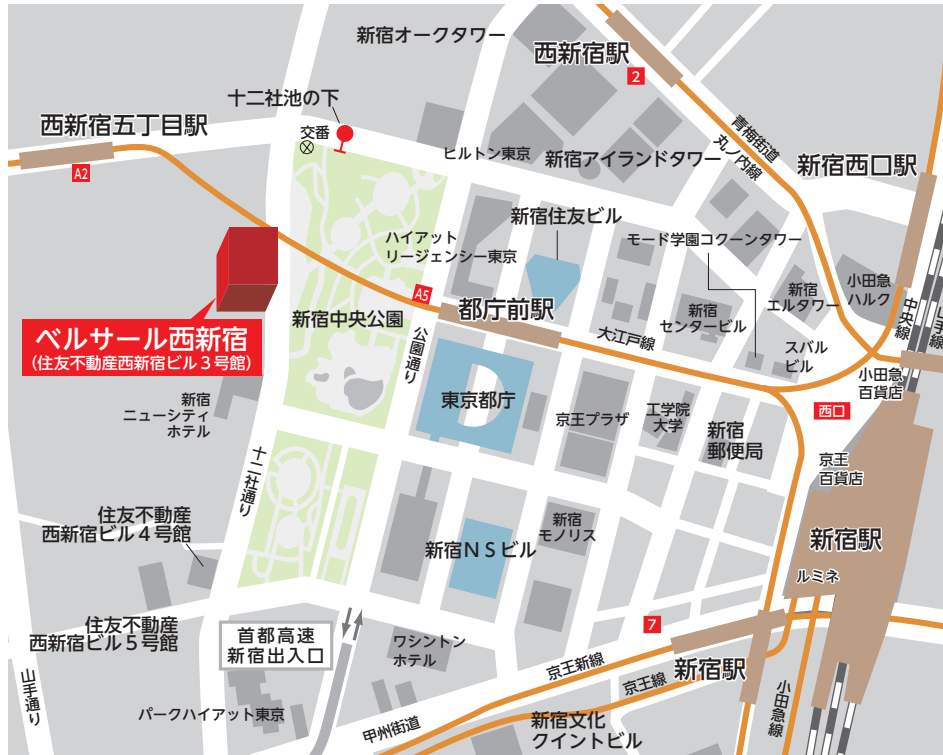 新宿オークタワー
西新宿駅
2
十二社池の下
西新宿五丁目駅
交番
A2
ヒルトン東京
新宿アイランドタワー
青梅街道
丸ノ内線
新宿西口駅
新宿住友ビル
ハイアット
リージェンシー東京
モード学園コクーンタワー
A5
都庁前駅
新宿
センタービル
新宿
エルタワー
小田急
ハルク
中央線
山手線
ベルサール西新宿
(住友不動産西新宿ビル3号館)
新宿中央公園
公園通り
大江戸線
スバル
ビル
小田急
百貨店
新宿
ニューシティ
ホテル
東京都庁
京王プラザ
工学院
大学
新宿
郵便局
西口
京王
百貨店
十二社通り
住友不動産
西新宿ビル4号館
新宿NSビル
新宿
モノリス
新宿駅
ルミネ
住友不動産
西新宿ビル5号館
首都高速
新宿出入口
ワシントン
ホテル
7
京王新線
新宿駅
京王線
小田急線
山手通り
パークハイアット東京
甲州街道
新宿文化
クイントビル